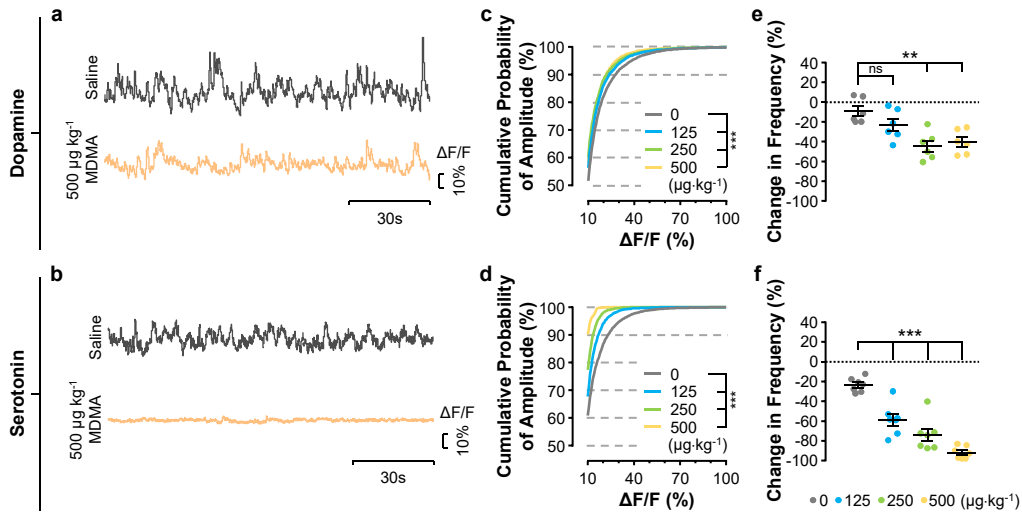 a
Dopamine
Saline
500 µg kg⁻¹
MDMA
ΔF/F
10%
30s
b
Serotonin
Saline
500 µg kg⁻¹
MDMA
ΔF/F
10%
30s
c
Cumulative Probability
of Amplitude (%)
100
90
80
70
60
50
0
125
250
500
(µg·kg⁻¹)
***
10 40 70 100
ΔF/F (%)
d
Cumulative Probability
of Amplitude (%)
100
90
80
70
60
50
0
125
250
500
(µg·kg⁻¹)
***
10 40 70 100
ΔF/F (%)
e
Change in Frequency (%)
40
20
0
-20
-40
-60
-80
-100
**
ns
f
Change in Frequency (%)
40
20
0
-20
-40
-60
-80
-100
***
0 125 250 500 (µg·kg⁻¹)